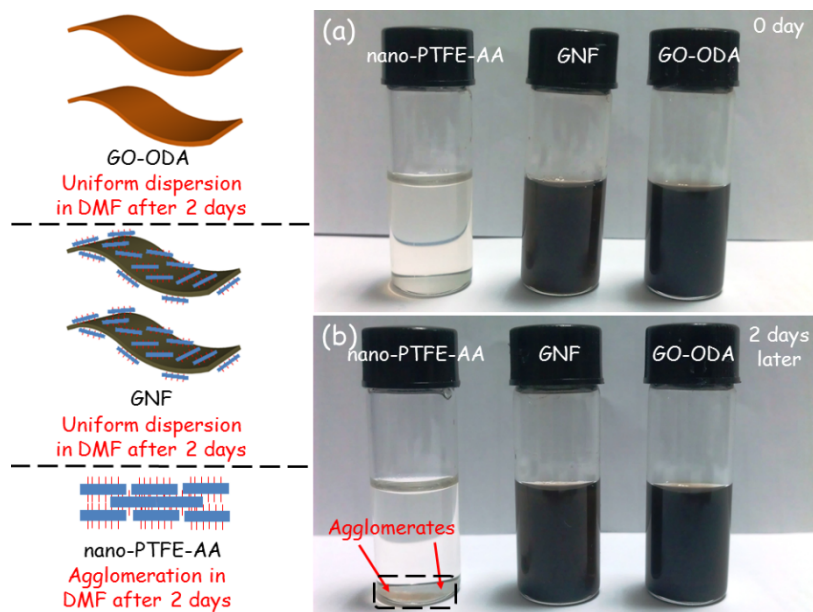 GO-ODA
Uniform dispersion
in DMF after 2 days
GNF
Uniform dispersion
in DMF after 2 days
nano-PTFE-AA
Agglomeration in
DMF after 2 days
(a)
0 day
nano-PTFE-AA
GNF
GO-ODA
(b)
2 days
later
nano-PTFE-AA
GNF
GO-ODA
Agglomerates